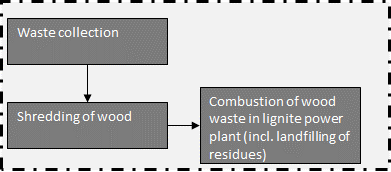 Waste collection
Shredding of wood
Combustion of wood
waste in lignite power
plant (incl. landfilling of
residues)